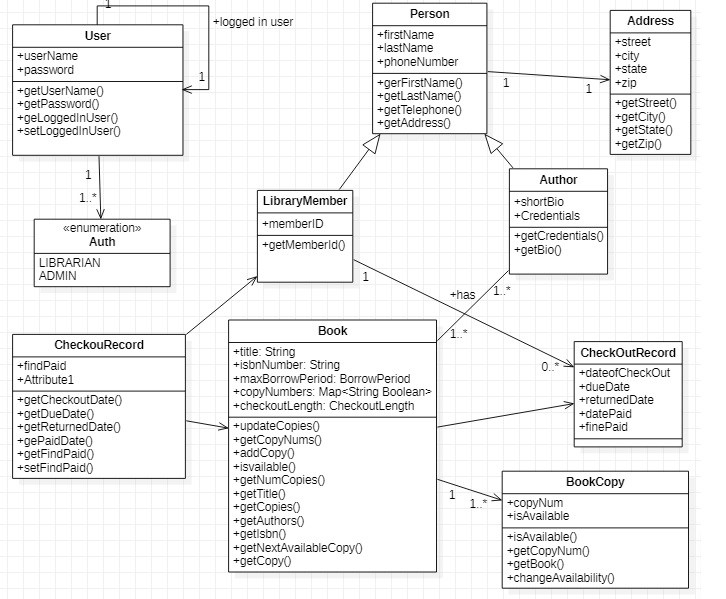 1
+logged in user
1
User
+userName
+password
+getUserName()
+getPassword()
+geLoggedInUser()
+setLoggedInUser()
1
1..*
«enumeration»
Auth
LIBRARIAN
ADMIN
Person
+firstName
+lastName
+phoneNumber
+gerFirstName()
+getLastName()
+getTelephone()
+getAddress()
1
1
Address
+street
+city
+state
+zip
+getStreet()
+getCity()
+getState()
+getZip()
LibraryMember
+memberID
+getMemberId()
Author
+shortBio
+Credentials
+getCredentials()
+getBio()
1
+has
1..*
1..*
0..*
CheckouRecord
+findPaid
+Attribute1
+getCheckoutDate()
+getDueDate()
+getReturnedDate()
+gePaidDate()
+getFindPaid()
+setFindPaid()
Book
+title: String
+isbnNumber: String
+maxBorrowPeriod: BorrowPeriod
+copyNumbers: Map<String Boolean>
+checkoutLength: CheckoutLength
+updateCopies()
+getCopyNums()
+addCopy()
+isvailable()
+getNumCopies()
+getTitle()
+getCopies()
+getAuthors()
+getIsbn()
+getNextAvailableCopy()
+getCopy()
CheckOutRecord
+dateofCheckOut
+dueDate
+returnedDate
+datePaid
+finePaid
1
1..*
BookCopy
+copyNum
+isAvailable
+isAvailable()
+getCopyNum()
+getBook()
+changeAvailability()